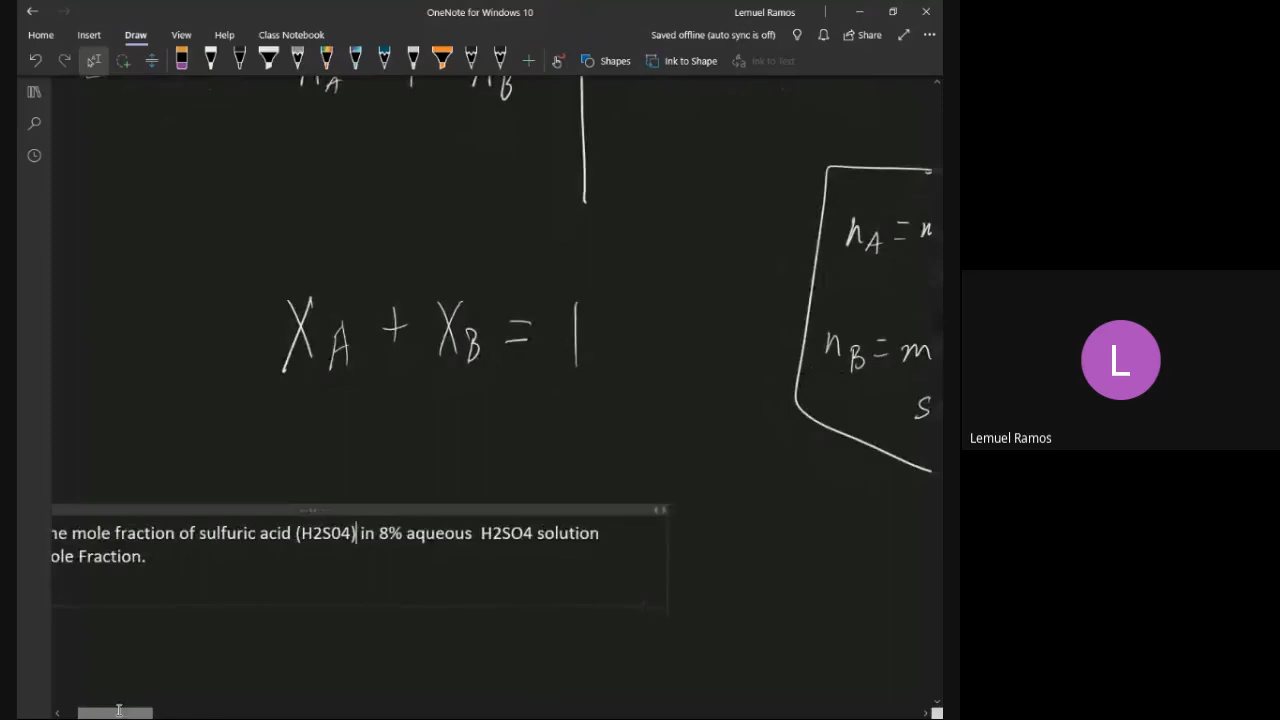 OneNote for Windows 10
Lemuel Ramos
Home Insert Draw View Help Class Notebook
Saved offline (auto sync is off)
Share
Shapes
Ink to Shape
Ink to Text
X_A + X_B = 1
n_A =
n_B = m
s
he mole fraction of sulfuric acid (H2S04) in 8% aqueous H2SO4 solution
ole Fraction.
L
Lemuel Ramos